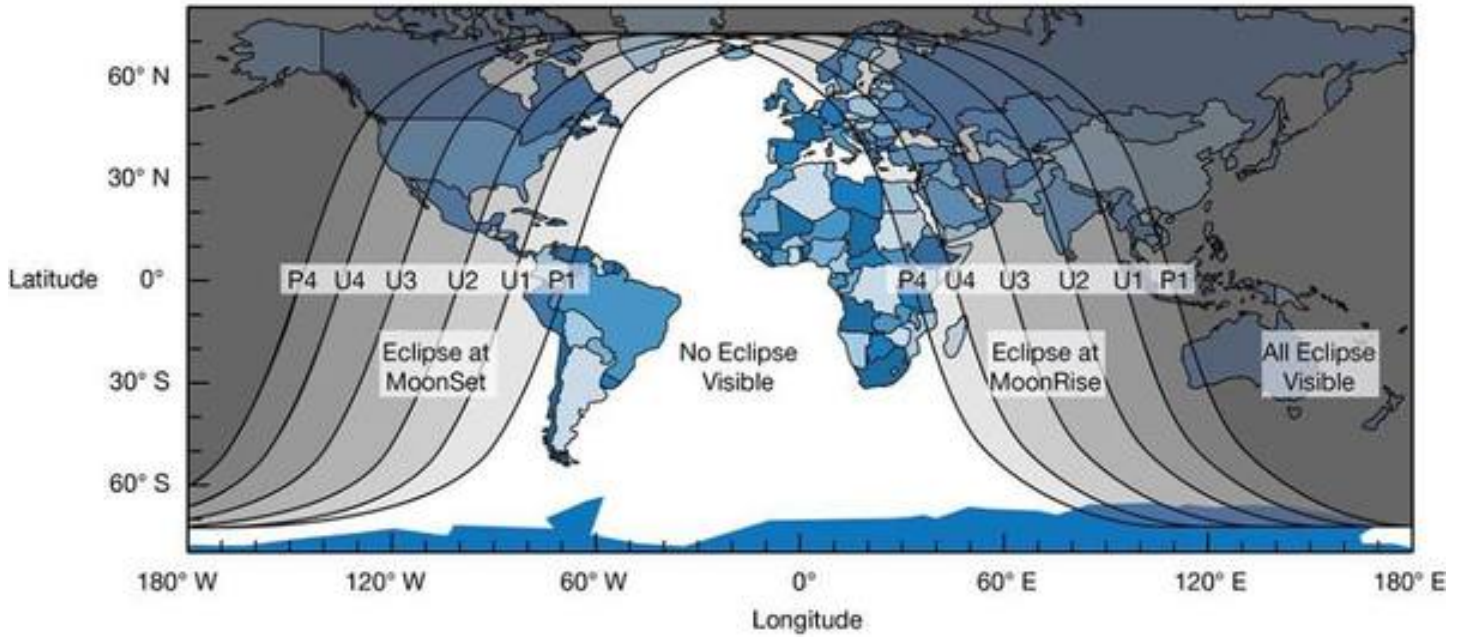 60° N
30° N
Latitude 0°
P4 U4 U3 U2 U1 P1 P4 U4 U3 U2 U1 P1
Eclipse at
MoonSet
No Eclipse
Visible
Eclipse at
MoonRise
All Eclipse
Visible
30° S
60° S
180° W 120° W 60° W 0° 60° E 120° E 180° E
Longitude